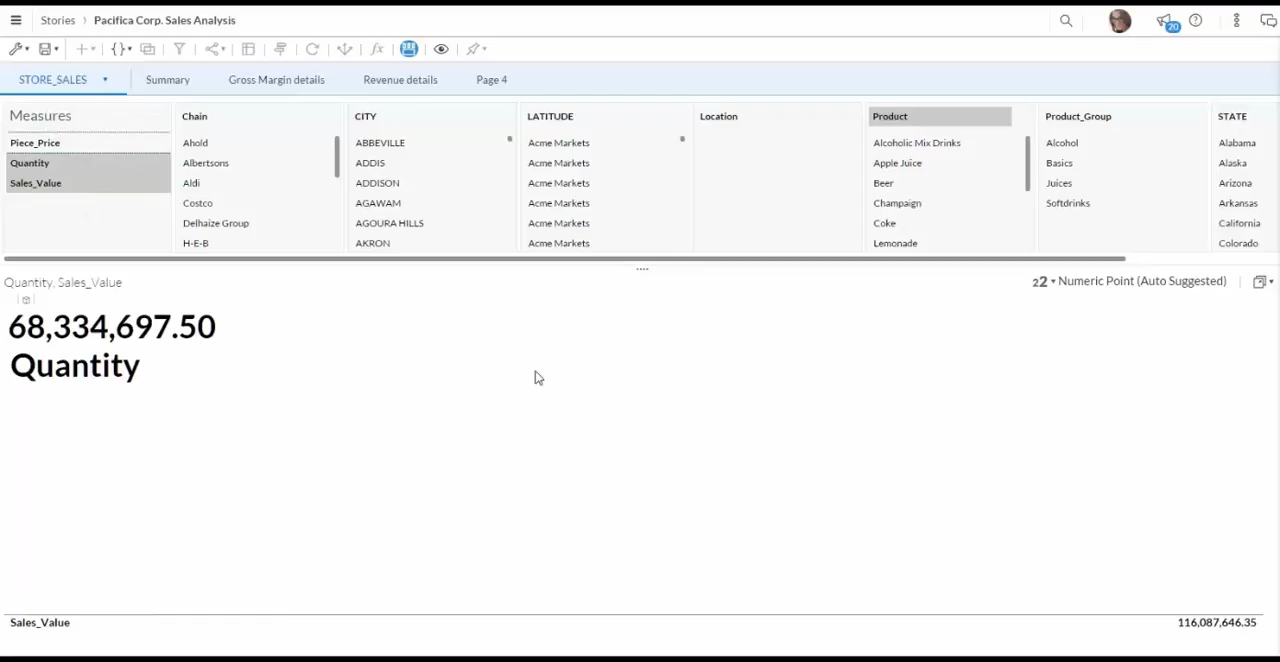 Stories › Pacifica Corp. Sales Analysis
20
STORE_SALES Summary Gross Margin details Revenue details Page 4
Measures Chain CITY LATITUDE Location Product Product_Group STATE
Piece_Price Ahold ABBEVILLE Acme Markets Alcoholic Mix Drinks Alcohol Alabama
Quantity Albertsons ADDIS Acme Markets Apple Juice Basics Alaska
Sales_Value Aldi ADDISON Acme Markets Beer Juices Arizona
Costco AGAWAM Acme Markets Champaign Softdrinks Arkansas
Delhaize Group AGOURA HILLS Acme Markets Coke California
H-E-B AKRON Acme Markets Lemonade Colorado
Quantity, Sales_Value 22 Numeric Point (Auto Suggested)
68,334,697.50
Quantity
Sales_Value 116,087,646.35